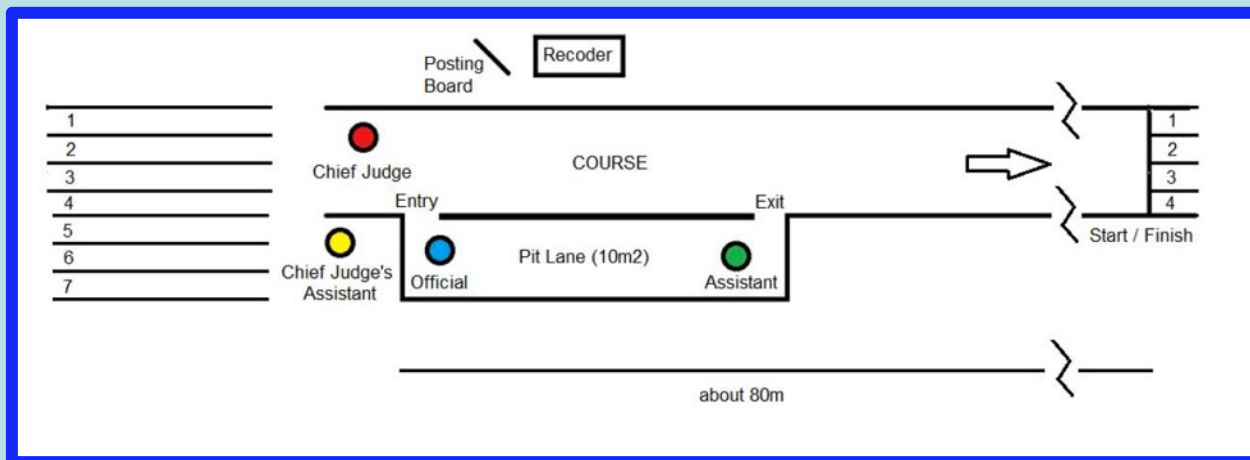 Posting
Board
Recoder
1
2
3
4
5
6
7
Chief Judge
COURSE
1
2
3
4
Entry
Exit
Start / Finish
Chief Judge's
Assistant
Official
Pit Lane (10m2)
Assistant
about 80m